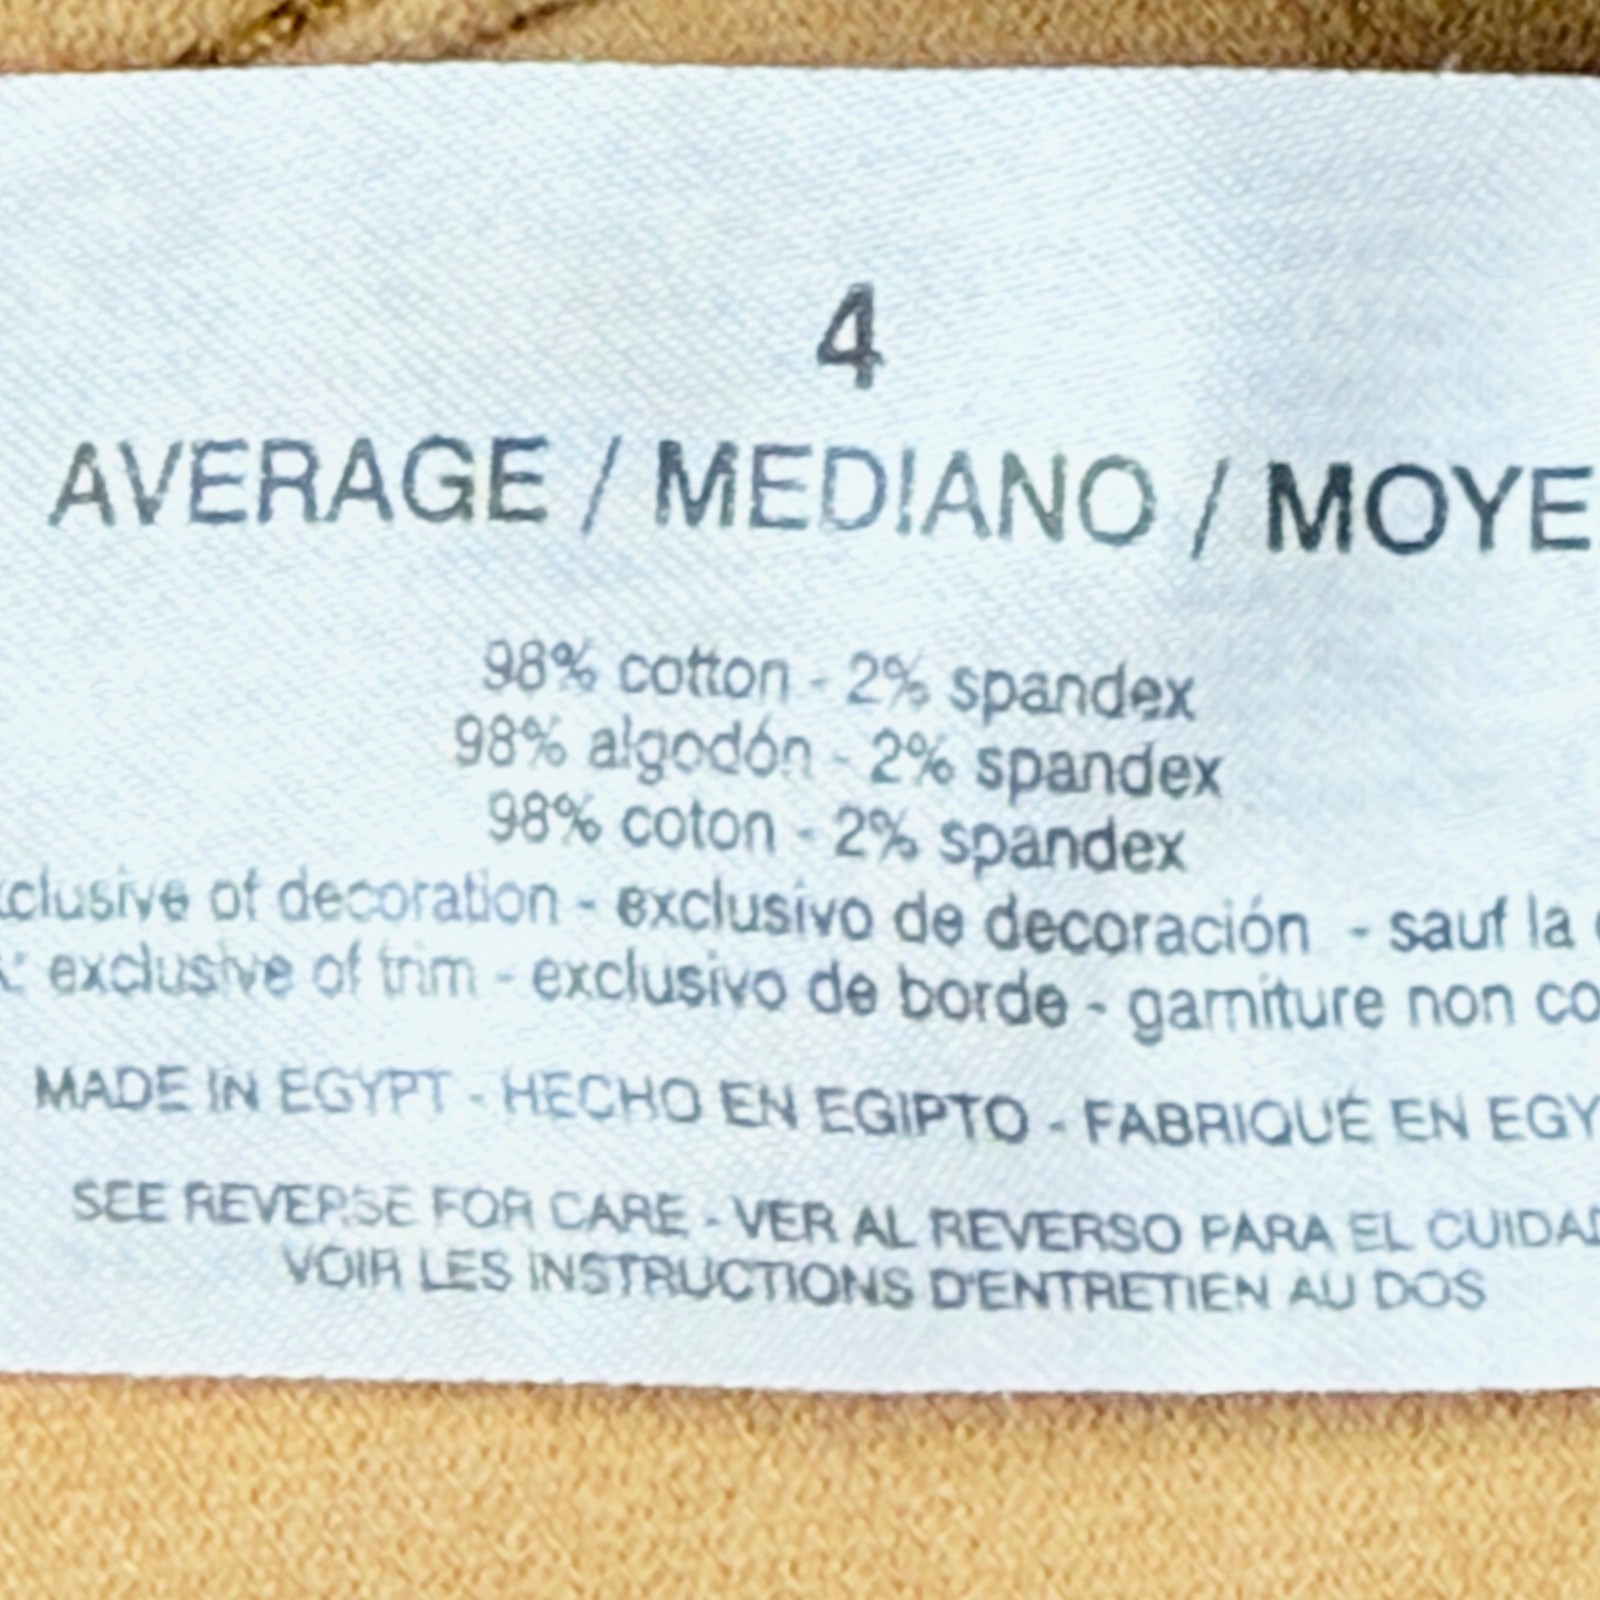 4
AVERAGE / MEDIANO / MOYE
98% cotton - 2% spandex
98% algodón - 2% spandex
98% coton - 2% spandex
xclusive of decoration - exclusivo de decoración - sauf la
exclusive of trim - exclusivo de borde - garniture non co
MADE IN EGYPT - HECHO EN EGIPTO - FABRIQUÉ EN EGY
SEE REVERSE FOR CARE - VER AL REVERSO PARA EL CUIDAD
VOIR LES INSTRUCTIONS D'ENTRETIEN AU DOS